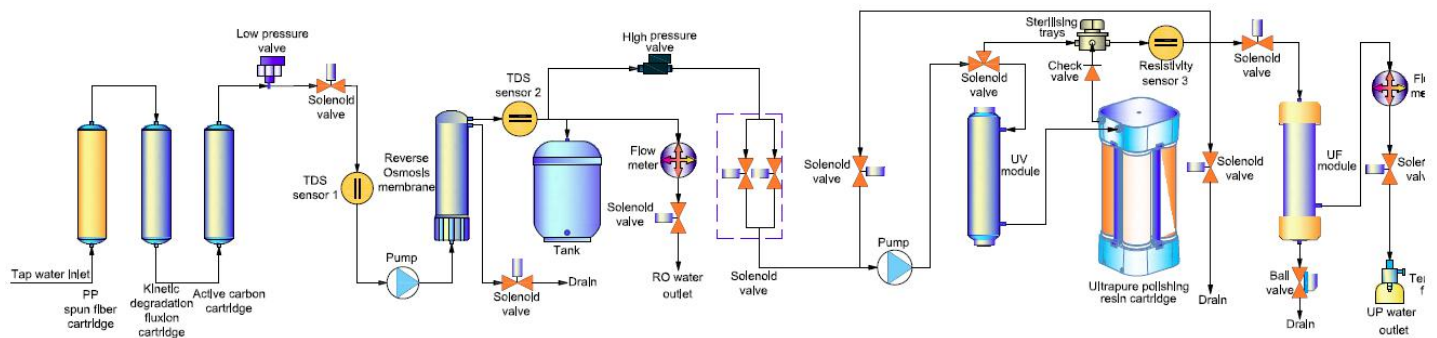 Low pressure
valve
Solenoid
valve
TDS
sensor 1
Tap water inlet
PP
spun fiber
cartridge
Kinetic
degradation
fluxion
cartridge
Active carbon
cartridge
Pump
Reverse
Osmosis
membrane
TDS
sensor 2
Solenoid
valve
Drain
Tank
High pressure
valve
Flow
meter
Solenoid
valve
RO water
outlet
Solenoid
valve
Solenoid
valve
Pump
Solenoid
valve
UV
module
Sterilising
trays
Check
valve
Resistivity
sensor 3
Ultrapure polishing
resin cartridge
Solenoid
valve
Solenoid
valve
Drain
UF
module
Ball
valve
Drain
UP water
outlet